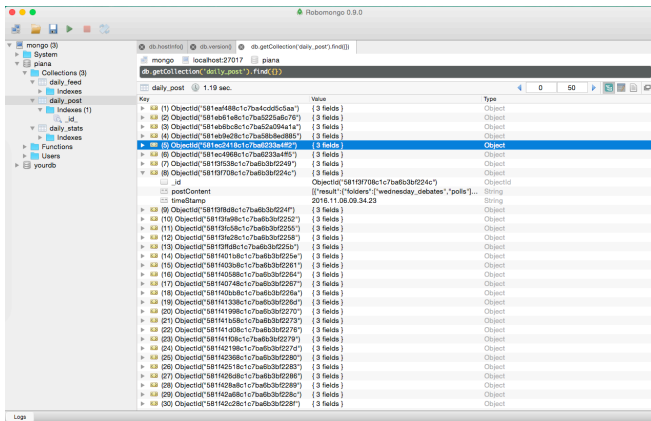 Robomongo 0.9.0
mongo (3)
System
piana
Collections (3)
daily_feed
Indexes
daily_post
Indexes (1)
_id_
daily_stats
Indexes
Functions
Users
yourdb
db.hostInfo() db.version() db.getCollection('daily_post').find({})
mongo localhost:27017 piana
db.getCollection('daily_post').find({})
daily_post 1.19 sec. 0 50
Key Value Type
(1) ObjectId("581eaf488c1c7ba4cdd5c5aa") { 3 fields } Object
(2) ObjectId("581eb61e8c1c7ba5225a6c76") { 3 fields } Object
(3) ObjectId("581eb6bc8c1c7ba52a094a1a") { 3 fields } Object
(4) ObjectId("581eb9e28c1c7ba58b8ed885") { 3 fields } Object
(5) ObjectId("581ec2418c1c7ba6233a4ff2") { 3 fields } Object
(6) ObjectId("581ec4968c1c7ba6233a4ff5") { 3 fields } Object
(7) ObjectId("581f3f538c1c7ba6b3bf2249") { 3 fields } Object
(8) ObjectId("581f3f708c1c7ba6b3bf224c") { 3 fields } Object
_id ObjectId("581f3f708c1c7ba6b3bf224c") ObjectId
postContent [{"result":{"folders":["wednesday_debates","polls"]... String
timeStamp 2016.11.06.09.34.23 String
(9) ObjectId("581f3f8d8c1c7ba6b3bf224f") { 3 fields } Object
(10) ObjectId("581f3fa98c1c7ba6b3bf2252") { 3 fields } Object
(11) ObjectId("581f3fc58c1c7ba6b3bf2255") { 3 fields } Object
(12) ObjectId("581f3fe28c1c7ba6b3bf2258") { 3 fields } Object
(13) ObjectId("581f3ffd8c1c7ba6b3bf225b") { 3 fields } Object
(14) ObjectId("581f401b8c1c7ba6b3bf225e") { 3 fields } Object
(15) ObjectId("581f403b8c1c7ba6b3bf2261") { 3 fields } Object
(16) ObjectId("581f40588c1c7ba6b3bf2264") { 3 fields } Object
(17) ObjectId("581f40748c1c7ba6b3bf2267") { 3 fields } Object
(18) ObjectId("581f40bb8c1c7ba6b3bf226a") { 3 fields } Object
(19) ObjectId("581f41338c1c7ba6b3bf226d") { 3 fields } Object
(20) ObjectId("581f41998c1c7ba6b3bf2270") { 3 fields } Object
(21) ObjectId("581f41b58c1c7ba6b3bf2273") { 3 fields } Object
(22) ObjectId("581f41d08c1c7ba6b3bf2276") { 3 fields } Object
(23) ObjectId("581f41f08c1c7ba6b3bf2279") { 3 fields } Object
(24) ObjectId("581f42198c1c7ba6b3bf227d") { 3 fields } Object
(25) ObjectId("581f42368c1c7ba6b3bf2280") { 3 fields } Object
(26) ObjectId("581f42518c1c7ba6b3bf2283") { 3 fields } Object
(27) ObjectId("581f426d8c1c7ba6b3bf2286") { 3 fields } Object
(28) ObjectId("581f428a8c1c7ba6b3bf2289") { 3 fields } Object
(29) ObjectId("581f42a68c1c7ba6b3bf228c") { 3 fields } Object
(30) ObjectId("581f42c28c1c7ba6b3bf228f") { 3 fields } Object
Logs